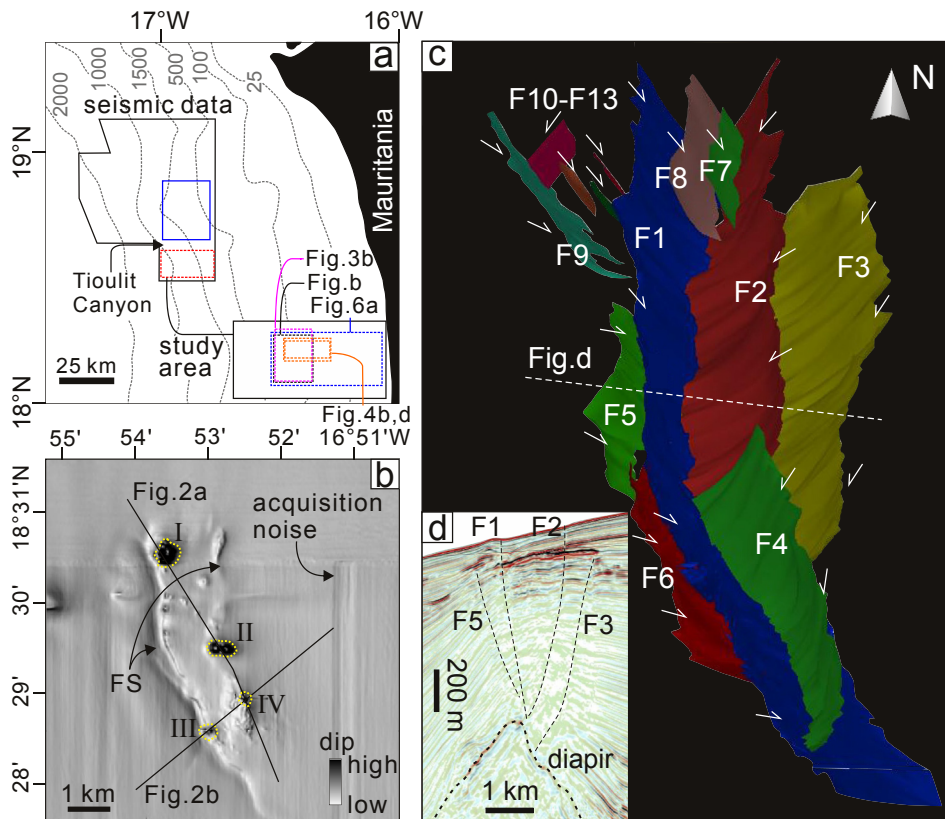 17°W
16°W
a
2000
1000
1500
500
100
25
seismic data
19°N
Mauritania
Tioulit
Canyon
Fig.3b
Fig.b
Fig.6a
study
area
25 km
18°N
Fig.4b,d
55'
54'
53'
52'
16°51'W
b
Fig.2a
acquisition
noise
18°31'N
I
30'
II
FS
29'
III
IV
dip
high
low
28'
1 km
Fig.2b
c
N
F10-F13
F8
F7
F1
F9
F2
F3
Fig.d
F5
F4
F6
d
F1
F2
F5
F3
200 m
diapir
1 km